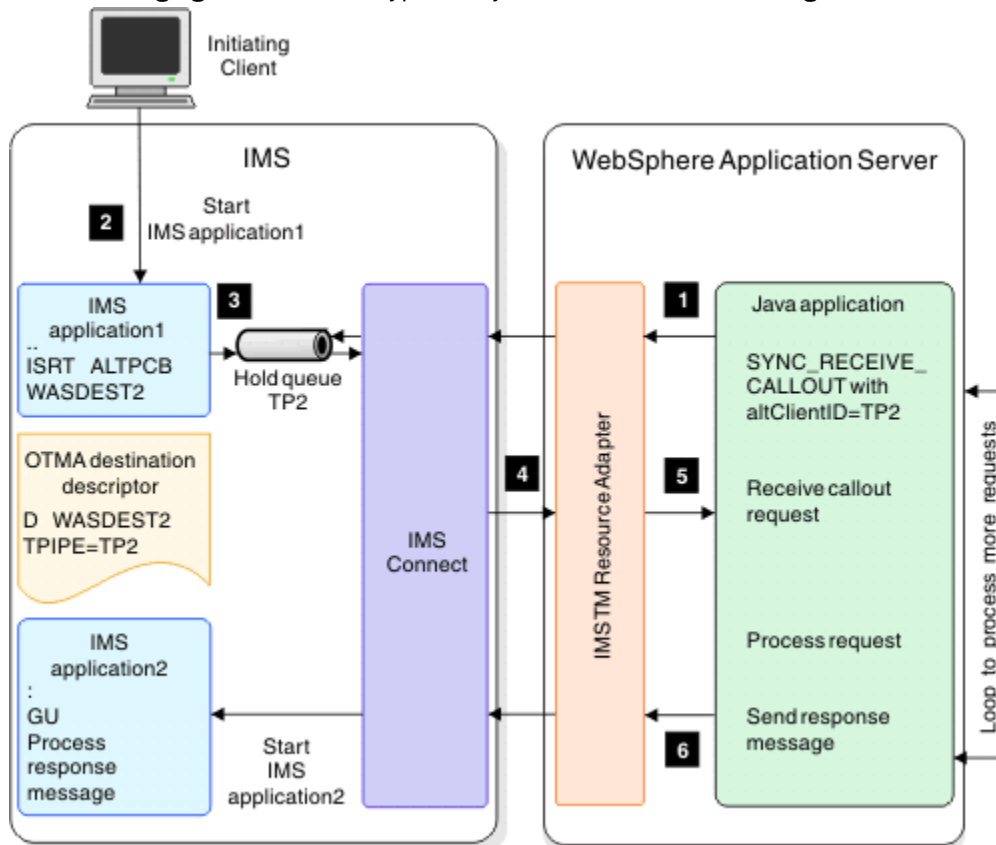 Initiating
Client
IMS
WebSphere Application Server
2
Start
IMS application1
IMS
application1
..
ISRT ALTPCB
WASDEST2
3
Hold queue
TP2
OTMA destination
descriptor
D WASDEST2
TPIPE=TP2
IMS
application2
:
GU
Process
response
message
Start
IMS
application2
IMS
Connect
4
IMS TM Resource Adapter
1
5
6
Java application
SYNC_RECEIVE_
CALLOUT with
altClientID=TP2
Receive callout
request
Process request
Send response
message
Loop to process more requests